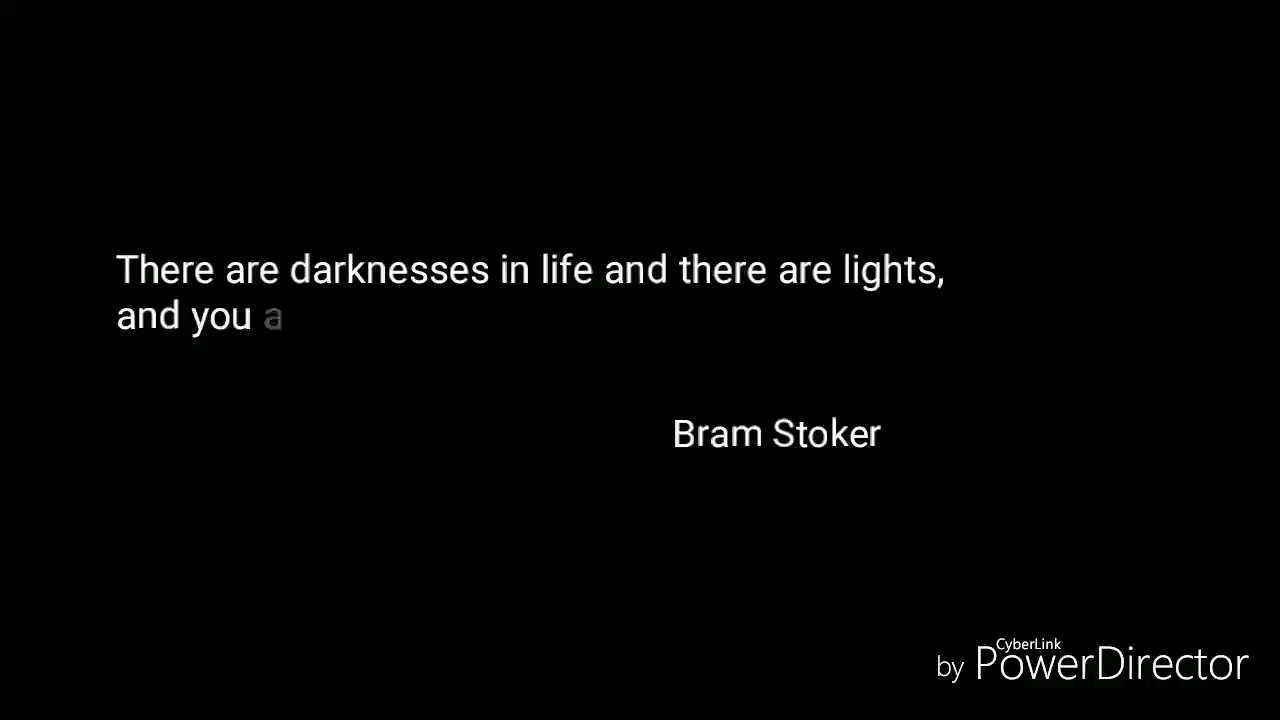 There are darknesses in life and there are lights,
and you a
Bram Stoker
CyberLink
by PowerDirector